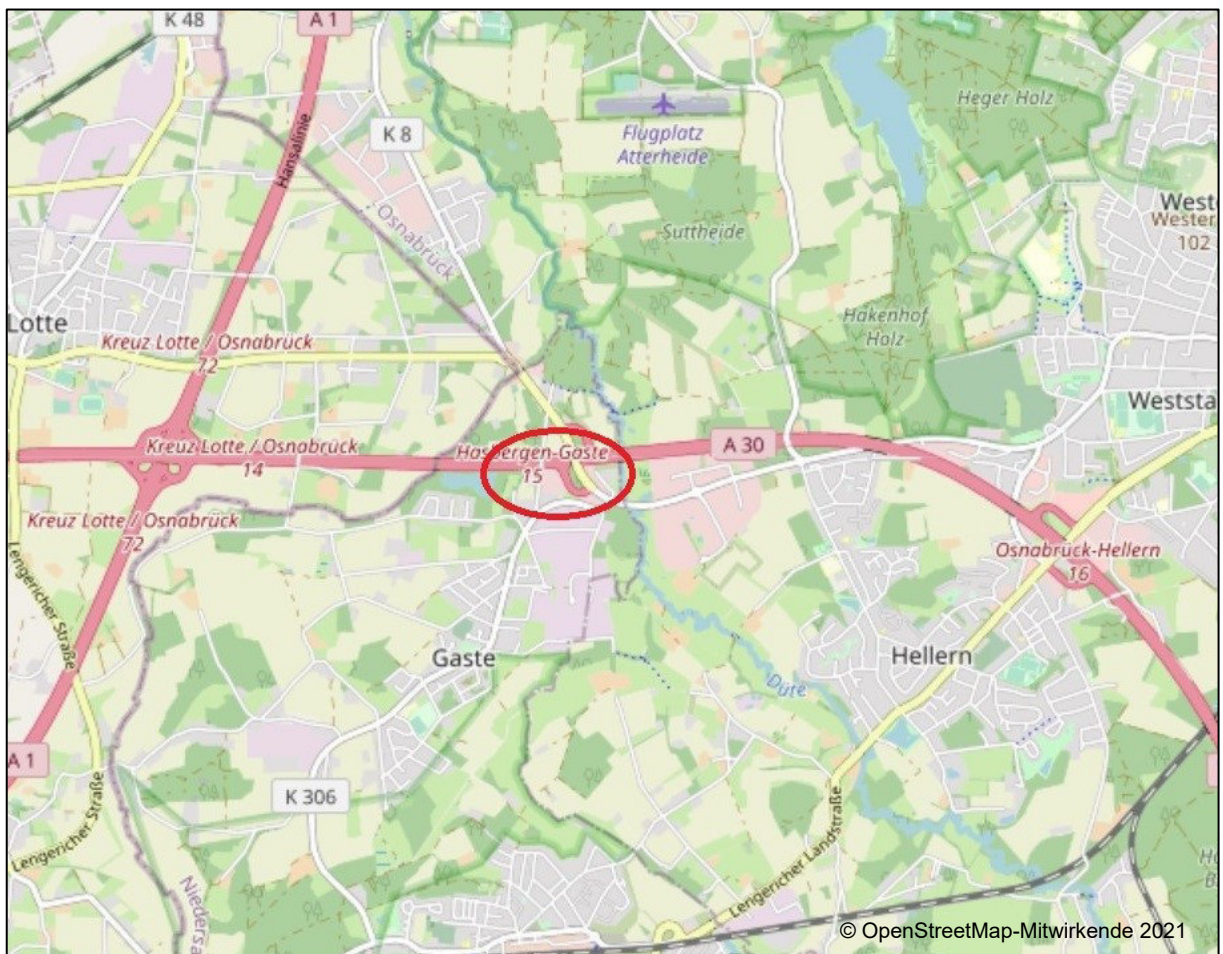 K 48
A 1
Hansalinie
K 8
Flugplatz
Atterheide
Heger Holz
Osnabrück
Suttheide
West
Wester
102
Lotte
Kreuz Lotte / Osnabrück
72
Hakenhof
Holz
Weststa
Kreuz Lotte / Osnabrück
14
Hasbergen-Gaste
15
A 30
Kreuz Lotte / Osnabrück
72
Osnabrück-Hellern
16
Lengericher Straße
Gaste
Hellern
Düte
A 1
K 306
Lengericher Straße
Lengericher Landstraße
Niedersa
© OpenStreetMap-Mitwirkende 2021